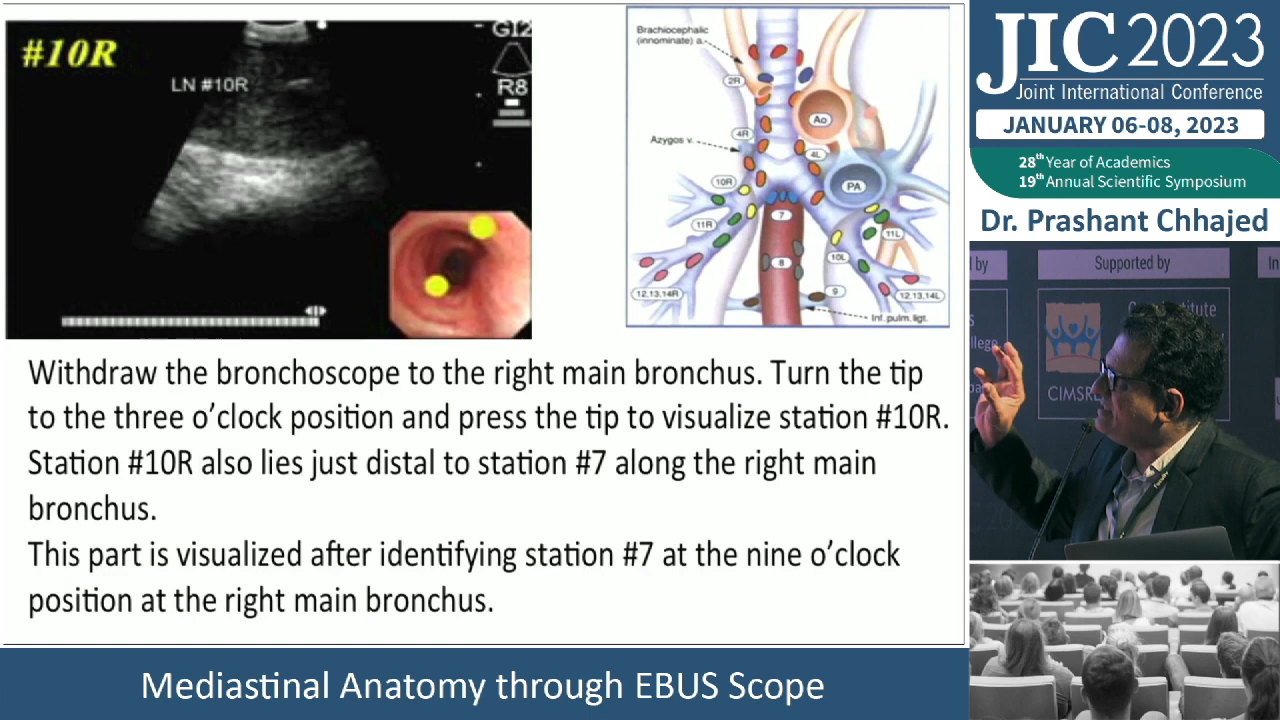 #10R
LN #10R
G12
R8
Brachiocephalic
(innominate) a.
2R
Ao
4R
Azygos v.
4L
PA
10R
7
11R
11L
8
10L
12,13,14R
9
12,13,14L
Inf. pulm. ligt.
Withdraw the bronchoscope to the right main bronchus. Turn the tip
to the three o’clock position and press the tip to visualize station #10R.
Station #10R also lies just distal to station #7 along the right main
bronchus.
This part is visualized after identifying station #7 at the nine o’clock
position at the right main bronchus.
Mediastinal Anatomy through EBUS Scope
JIC 2023
Joint International Conference
JANUARY 06-08, 2023
28th Year of Academics
19th Annual Scientific Symposium
Dr. Prashant Chhajed
by
Supported by
In
CIMSRE